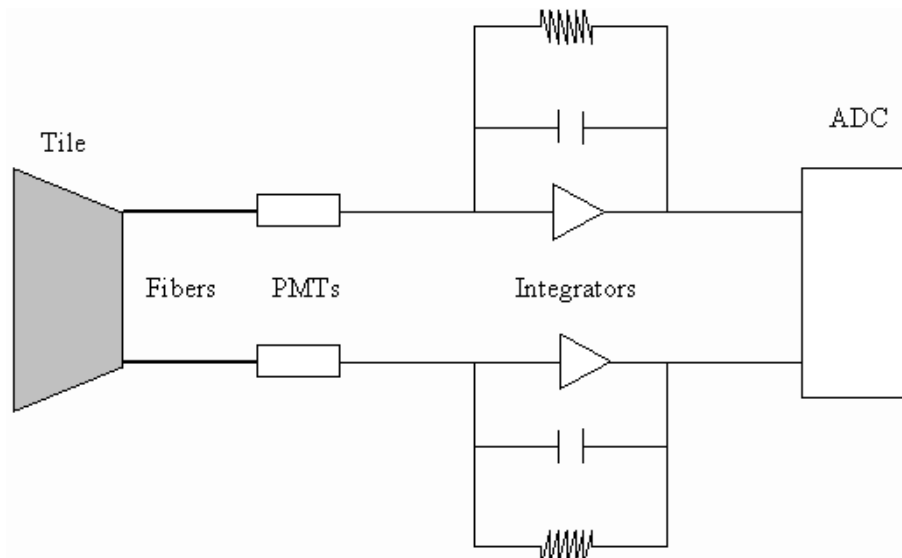 ADC
Tile
Fibers
PMTs
Integrators